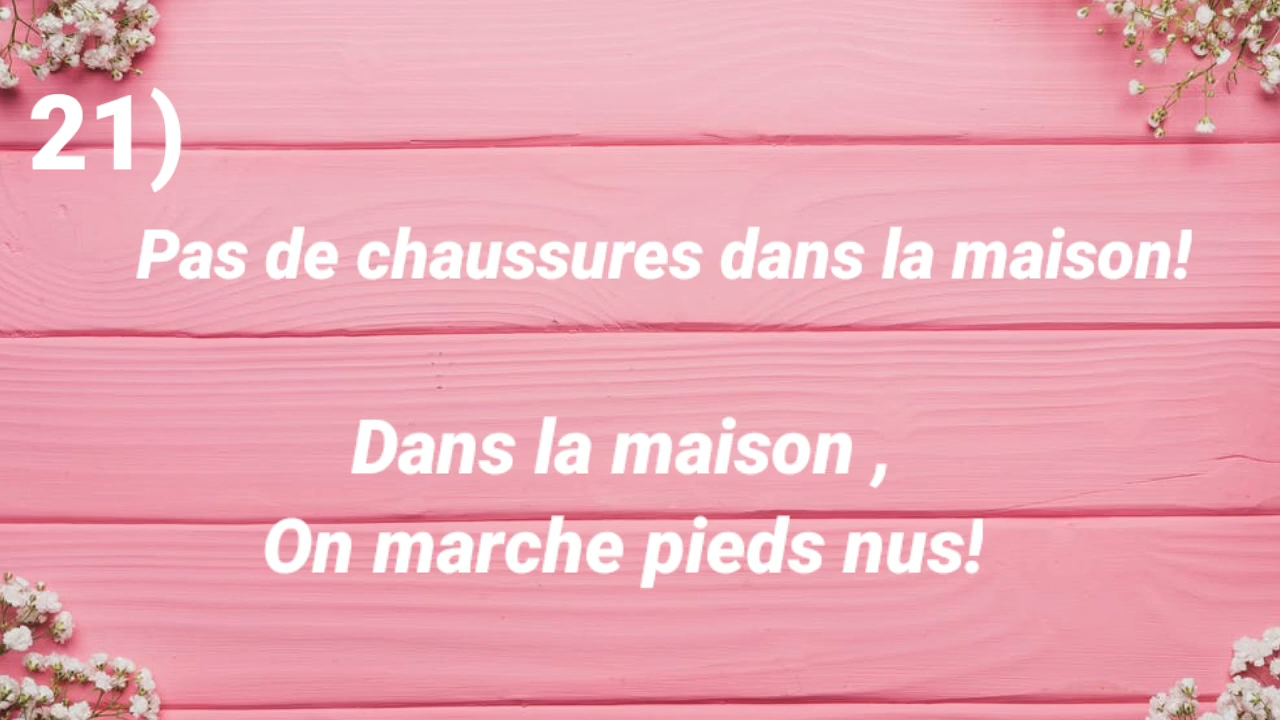 21)
Pas de chaussures dans la maison!
Dans la maison ,
On marche pieds nus!